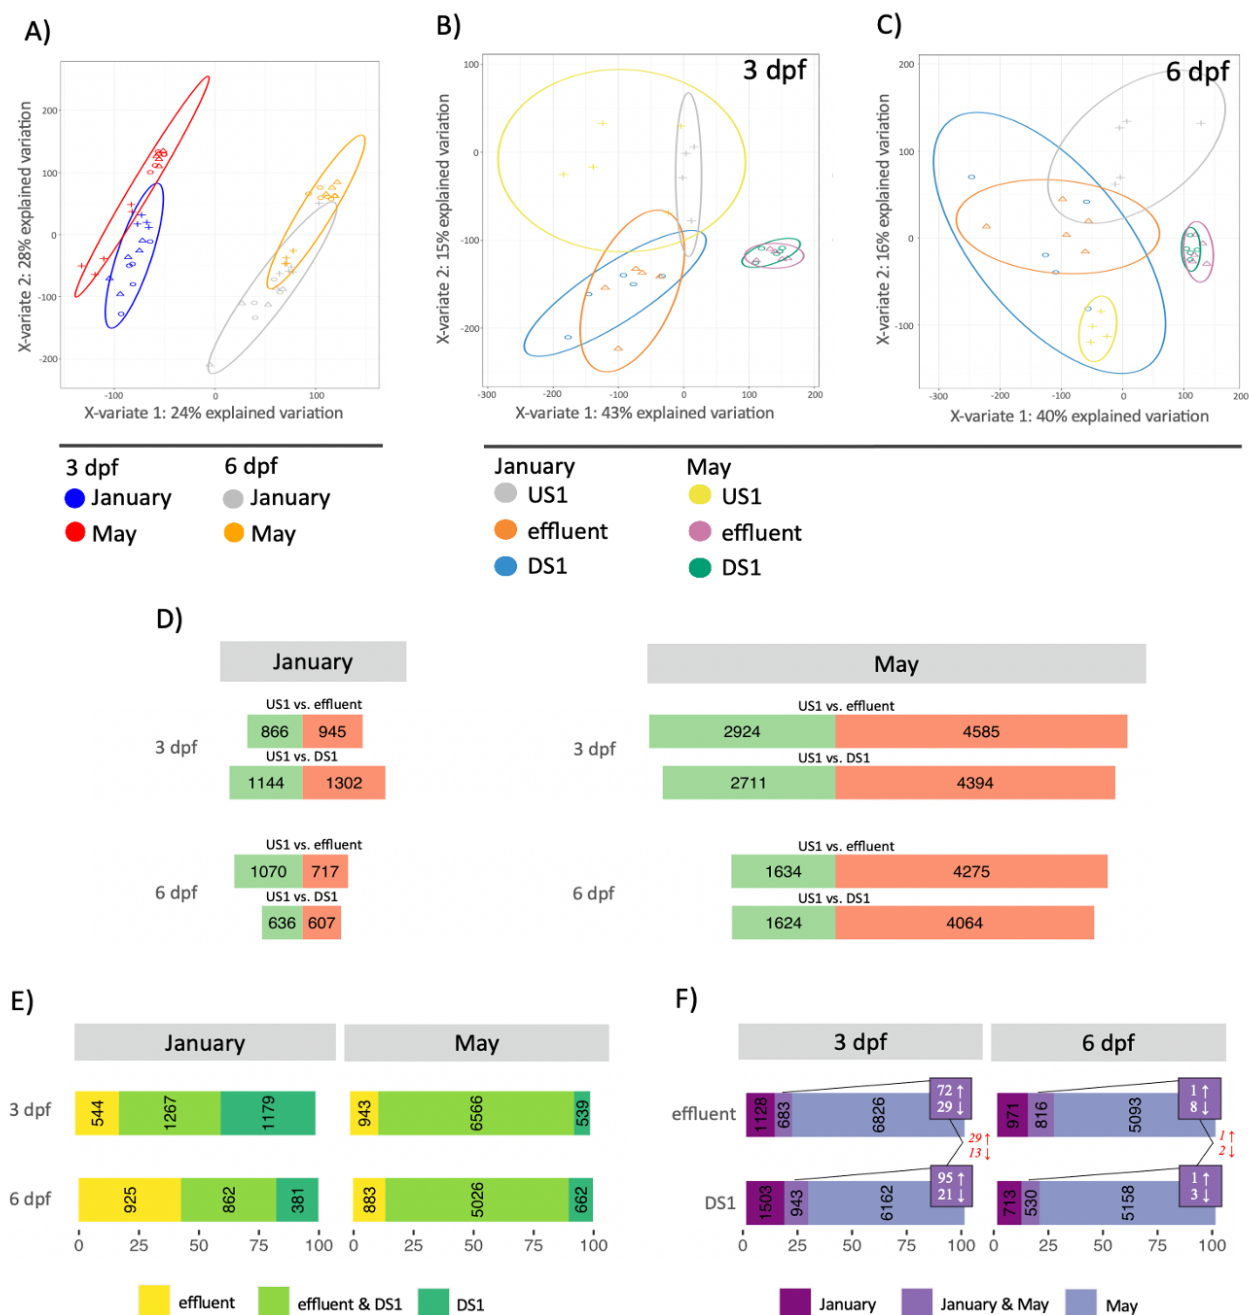 A)
X-variate 2: 28% explained variation
200
100
0
-100
-200
-100
0
100
X-variate 1: 24% explained variation
B)
3 dpf
X-variate 2: 15% explained variation
100
0
-100
-200
-300
-200
-100
0
100
200
X-variate 1: 43% explained variation
C)
6 dpf
X-variate 2: 16% explained variation
200
100
0
-100
-300
-200
-100
0
100
200
X-variate 1: 40% explained variation
3 dpf
January
May
6 dpf
January
May
January
US1
effluent
DS1
May
US1
effluent
DS1
D)
January
3 dpf
US1 vs. effluent
866 945
US1 vs. DS1
1144 1302
6 dpf
US1 vs. effluent
1070 717
US1 vs. DS1
636 607
May
3 dpf
US1 vs. effluent
2924 4585
US1 vs. DS1
2711 4394
6 dpf
US1 vs. effluent
1634 4275
US1 vs. DS1
1624 4064
E)
January
May
3 dpf
544 1267 1179
943 6566 539
6 dpf
925 862 381
883 5026 662
0 25 50 75 100
0 25 50 75 100
effluent
effluent & DS1
DS1
F)
3 dpf
6 dpf
effluent
1128 683 6826
72 ↑
29 ↓
971 816 5093
1 ↑
8 ↓
29 ↑
13 ↓
1 ↑
2 ↓
DS1
1503 943 6162
95 ↑
21 ↓
713 530 5158
1 ↑
3 ↓
0 25 50 75 100
0 25 50 75 100
January
January & May
May